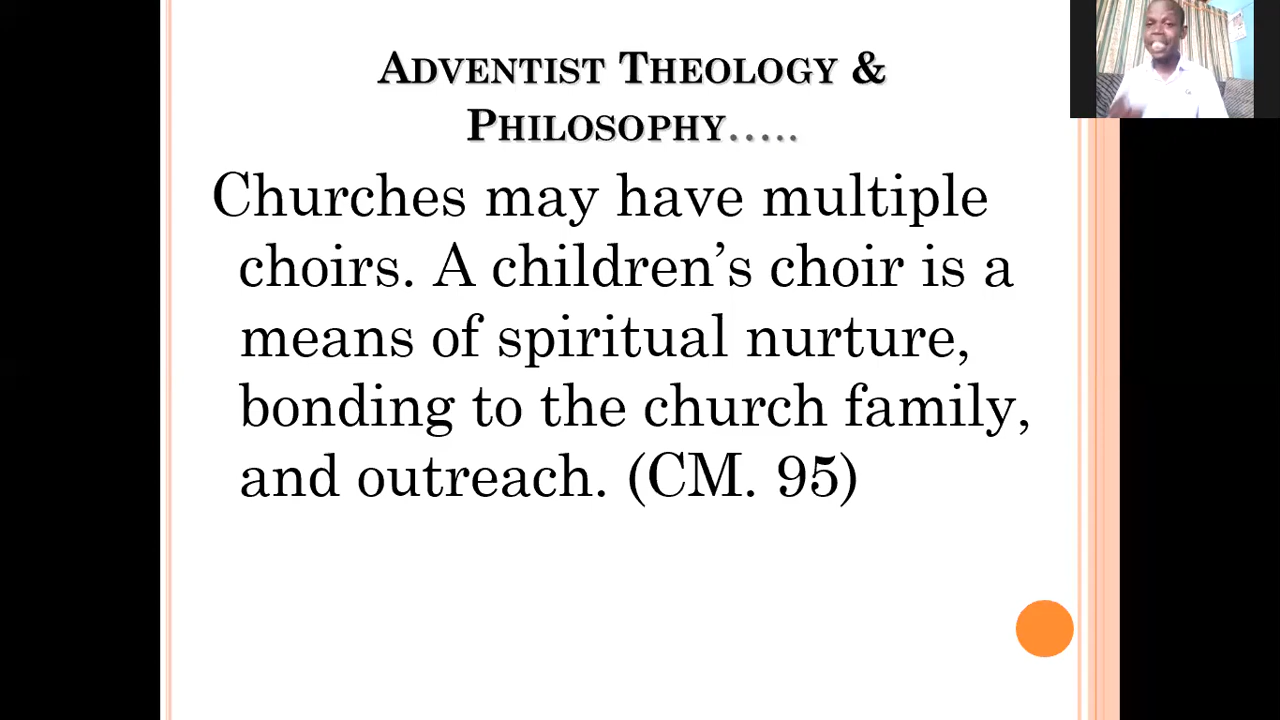 ADVENTIST THEOLOGY &
PHILOSOPHY.....
Churches may have multiple
choirs. A children’s choir is a
means of spiritual nurture,
bonding to the church family,
and outreach. (CM. 95)